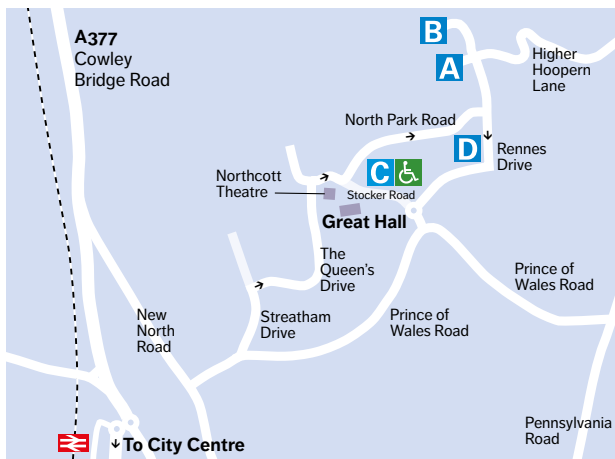 A377
Cowley
Bridge Road
B
A
Higher
Hoopern
Lane
North Park Road
D
Rennes
Drive
C
Northcott
Theatre
Stocker Road
Great Hall
The
Queen's
Drive
Prince of
Wales Road
New
North
Road
Streatham
Drive
Prince of
Wales Road
Pennsylvania
Road
To City Centre